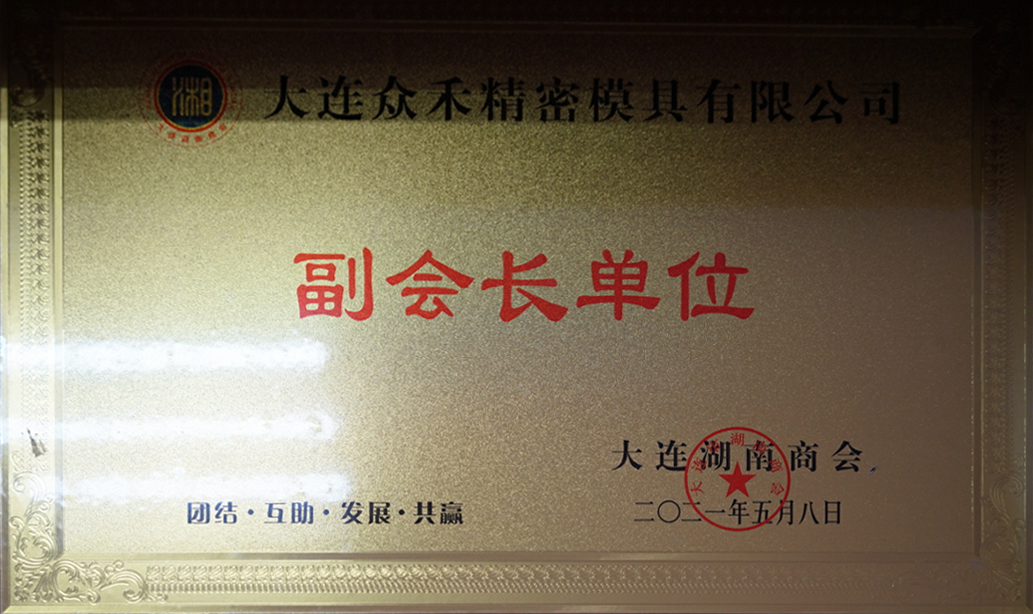 湘
大连众禾精密模具有限公司
副会长单位
大连湖南商会
团结·互助·发展·共赢
二〇二一年五月八日